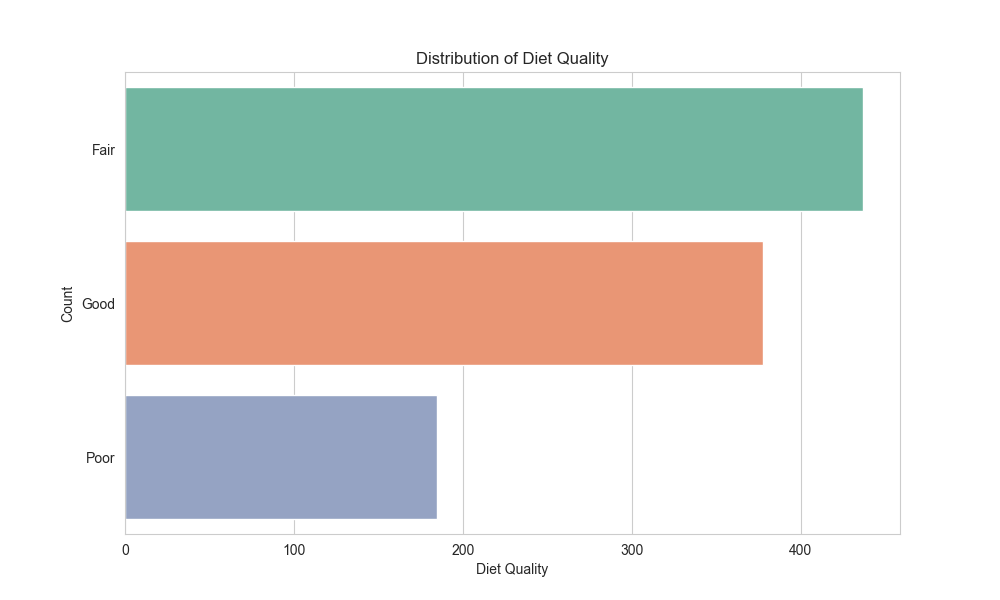 Distribution of Diet Quality
Fair
Good
Poor
Count
0 100 200 300 400
Diet Quality